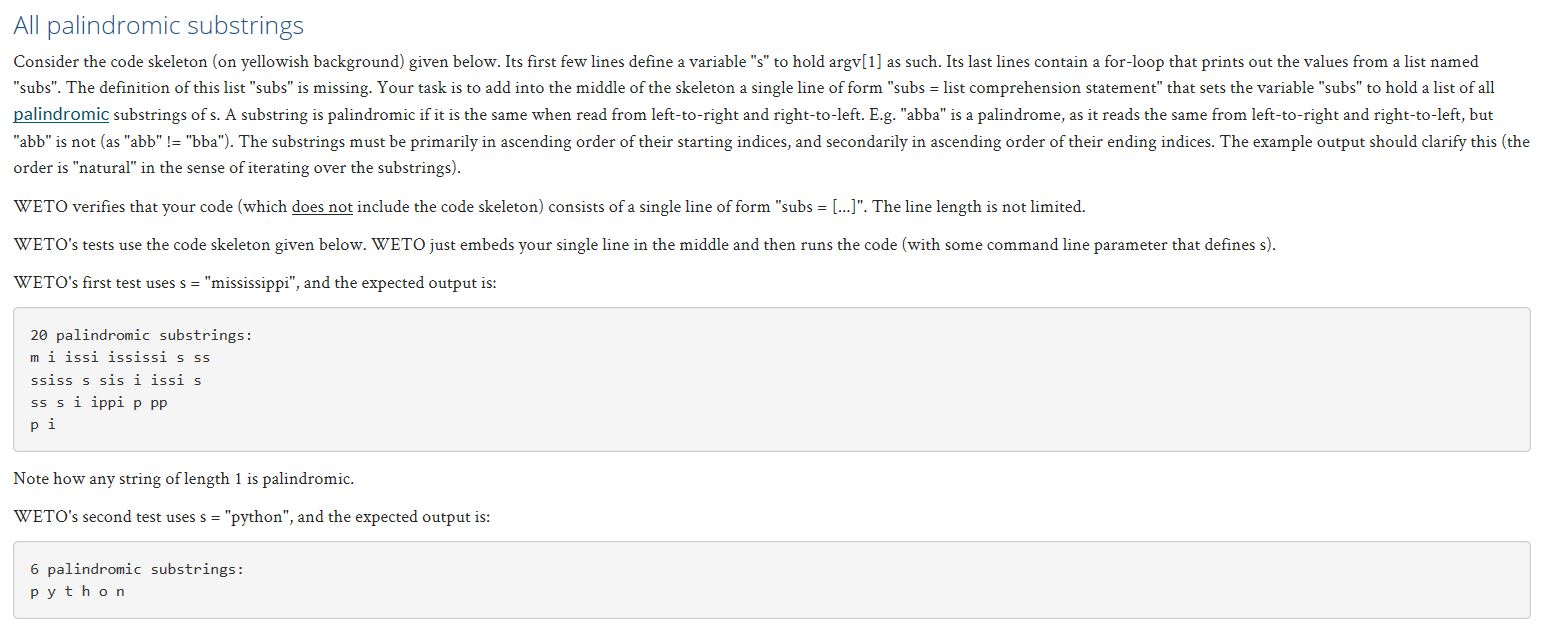 All palindromic substrings
Consider the code skeleton (on yellowish background) given below. Its first few lines define a variable "s" to hold argv[1] as such. Its last lines contain a for-loop that prints out the values from a list named
"subs". The definition of this list "subs" is missing. Your task is to add into the middle of the skeleton a single line of form "subs = list comprehension statement" that sets the variable "subs" to hold a list of all
palindromic substrings of s. A substring is palindromic if it is the same when read from left-to-right and right-to-left. E.g. "abba" is a palindrome, as it reads the same from left-to-right and right-to-left, but
"abb" is not (as "abb" != "bba"). The substrings must be primarily in ascending order of their starting indices, and secondarily in ascending order of their ending indices. The example output should clarify this (the
order is "natural" in the sense of iterating over the substrings).
WETO verifies that your code (which does not include the code skeleton) consists of a single line of form "subs = [...]". The line length is not limited.
WETO's tests use the code skeleton given below. WETO just embeds your single line in the middle and then runs the code (with some command line parameter that defines s).
WETO's first test uses s = "mississippi", and the expected output is:
20 palindromic substrings:
m i issi ississi s ss
ssiss s sis i issi s
ss s i ippi p pp
p i
Note how any string of length 1 is palindromic.
WETO's second test uses s = "python", and the expected output is:
6 palindromic substrings:
p y t h o n